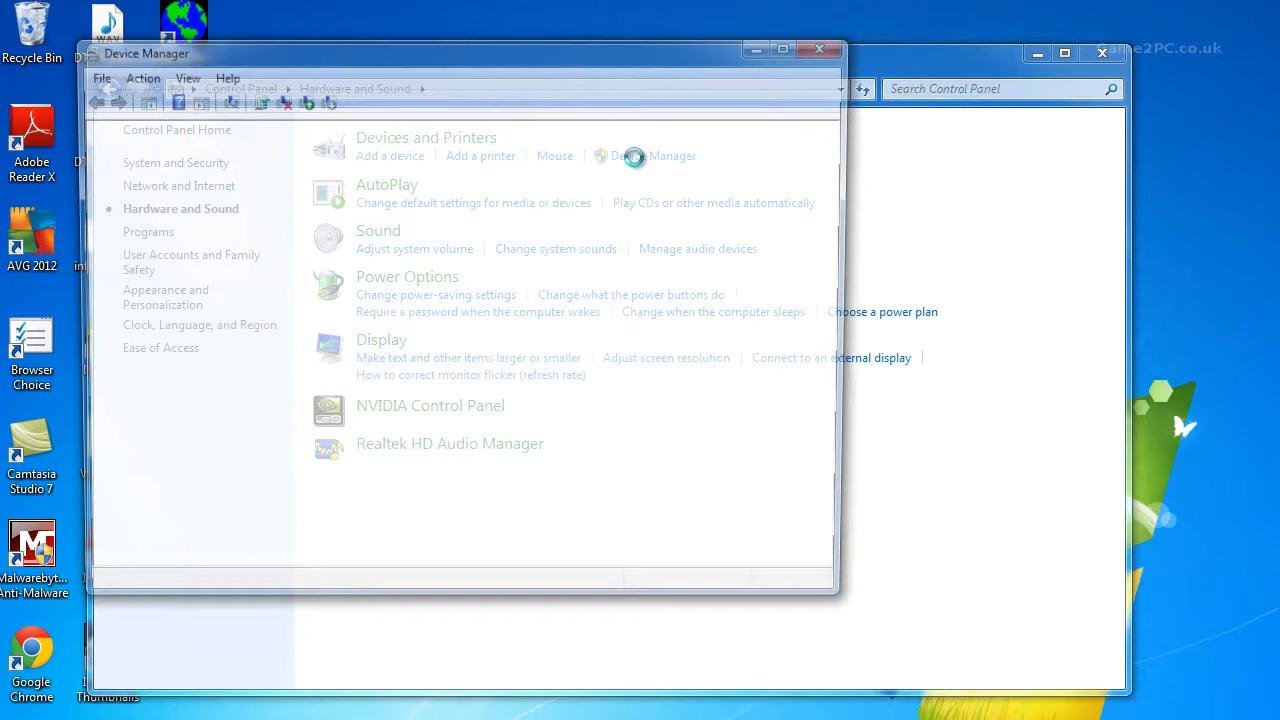 Recycle Bin
WAV
Adobe
Reader X
AVG 2012
Browser
Choice
Camtasia
Studio 7
Malwarebyt...
Anti-Malware
Google
Chrome
Thumbnails
Device Manager
File Action View Help
Control Panel Hardware and Sound
Search Control Panel
Game2PC.co.uk
Control Panel Home
System and Security
Network and Internet
Hardware and Sound
Programs
User Accounts and Family
Safety
Appearance and
Personalization
Clock, Language, and Region
Ease of Access
Devices and Printers
Add a device Add a printer Mouse Device Manager
AutoPlay
Change default settings for media or devices Play CDs or other media automatically
Sound
Adjust system volume Change system sounds Manage audio devices
Power Options
Change power-saving settings Change what the power buttons do
Require a password when the computer wakes Change when the computer sleeps Choose a power plan
Display
Make text and other items larger or smaller Adjust screen resolution Connect to an external display
How to correct monitor flicker (refresh rate)
NVIDIA Control Panel
Realtek HD Audio Manager